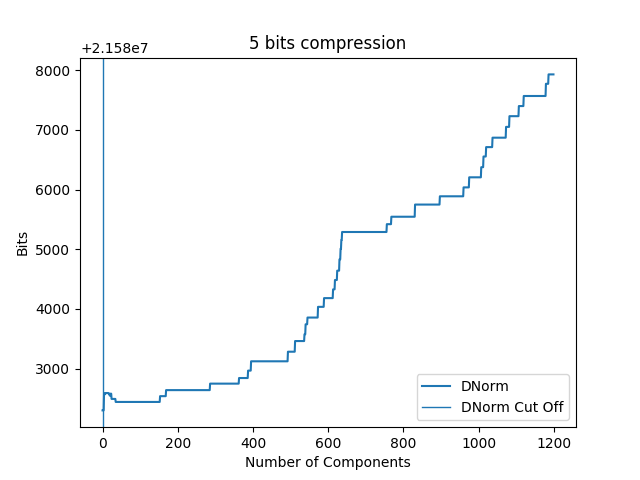 5 bits compression
+2.158e7
8000
7000
6000
5000
4000
3000
Bits
0 200 400 600 800 1000 1200
Number of Components
DNorm
DNorm Cut Off